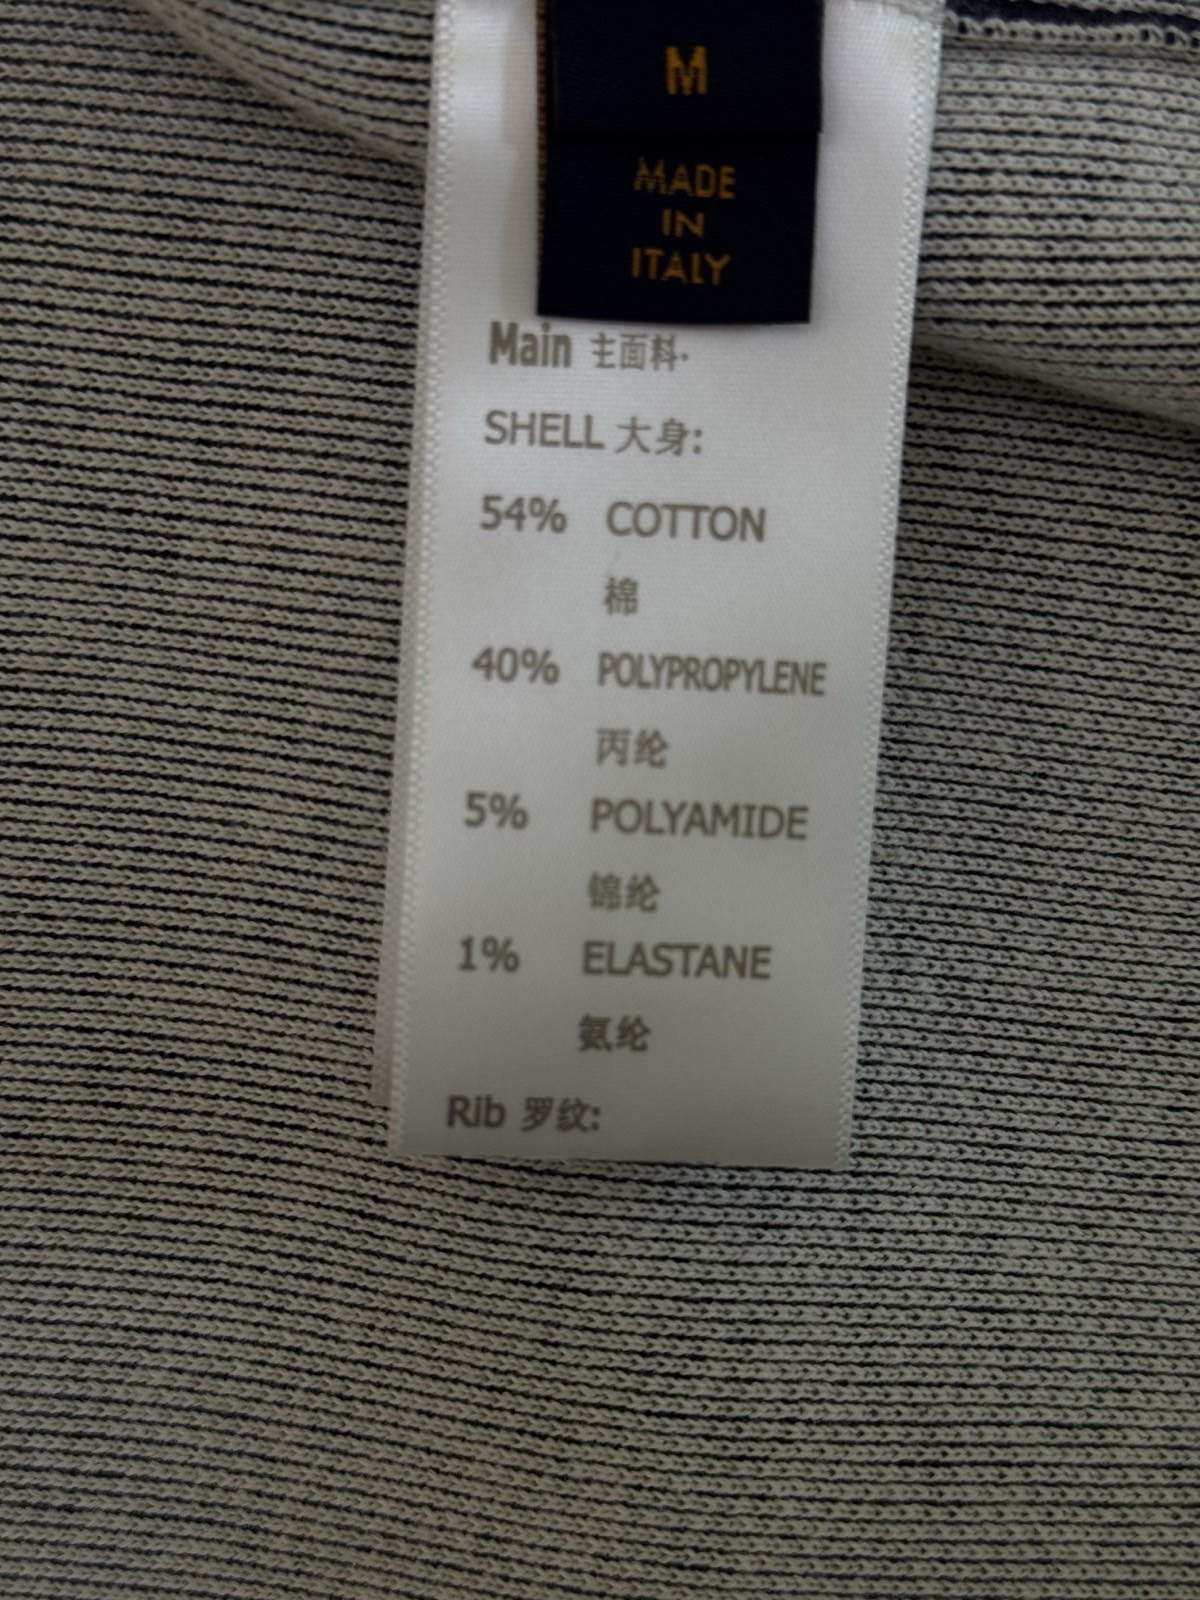 M
MADE
IN
ITALY
Main 主面料·
SHELL 大身:
54% COTTON
棉
40% POLYPROPYLENE
丙纶
5% POLYAMIDE
锦纶
1% ELASTANE
氨纶
Rib 罗纹: